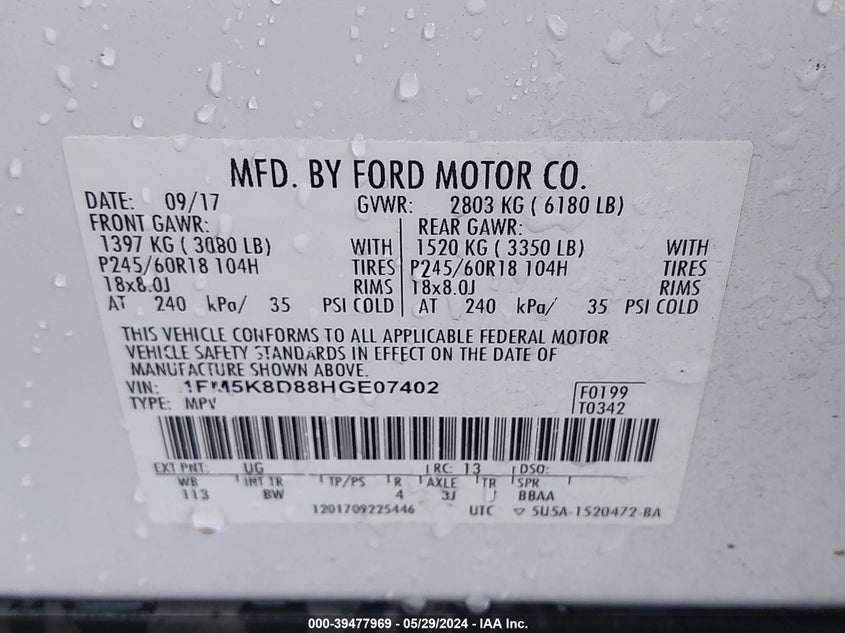 MFD. BY FORD MOTOR CO.
DATE: 09/17 GVWR: 2803 KG ( 6180 LB)
FRONT GAWR: REAR GAWR:
1397 KG ( 3080 LB) WITH 1520 KG ( 3350 LB) WITH
P245/60R18 104H TIRES P245/60R18 104H TIRES
18x8.0J RIMS 18x8.0J RIMS
AT 240 kPa/ 35 PSI COLD AT 240 kPa/ 35 PSI COLD
THIS VEHICLE CONFORMS TO ALL APPLICABLE FEDERAL MOTOR
VEHICLE SAFETY STANDARDS IN EFFECT ON THE DATE OF
MANUFACTURE SHOWN ABOVE.
VIN: 1FM5K8D88HGE07402 F0199
TYPE: MPV T0342
EXT PNT: UG RC: 13 DSO:
WB INT TR TP/PS R AXLE TR SPR
113 BW 4 3J J BBAA
1201709225446 UTC ▽ 5U5A-1520472-BA
000-39477969 | 05/29/2024 - IAA Inc.